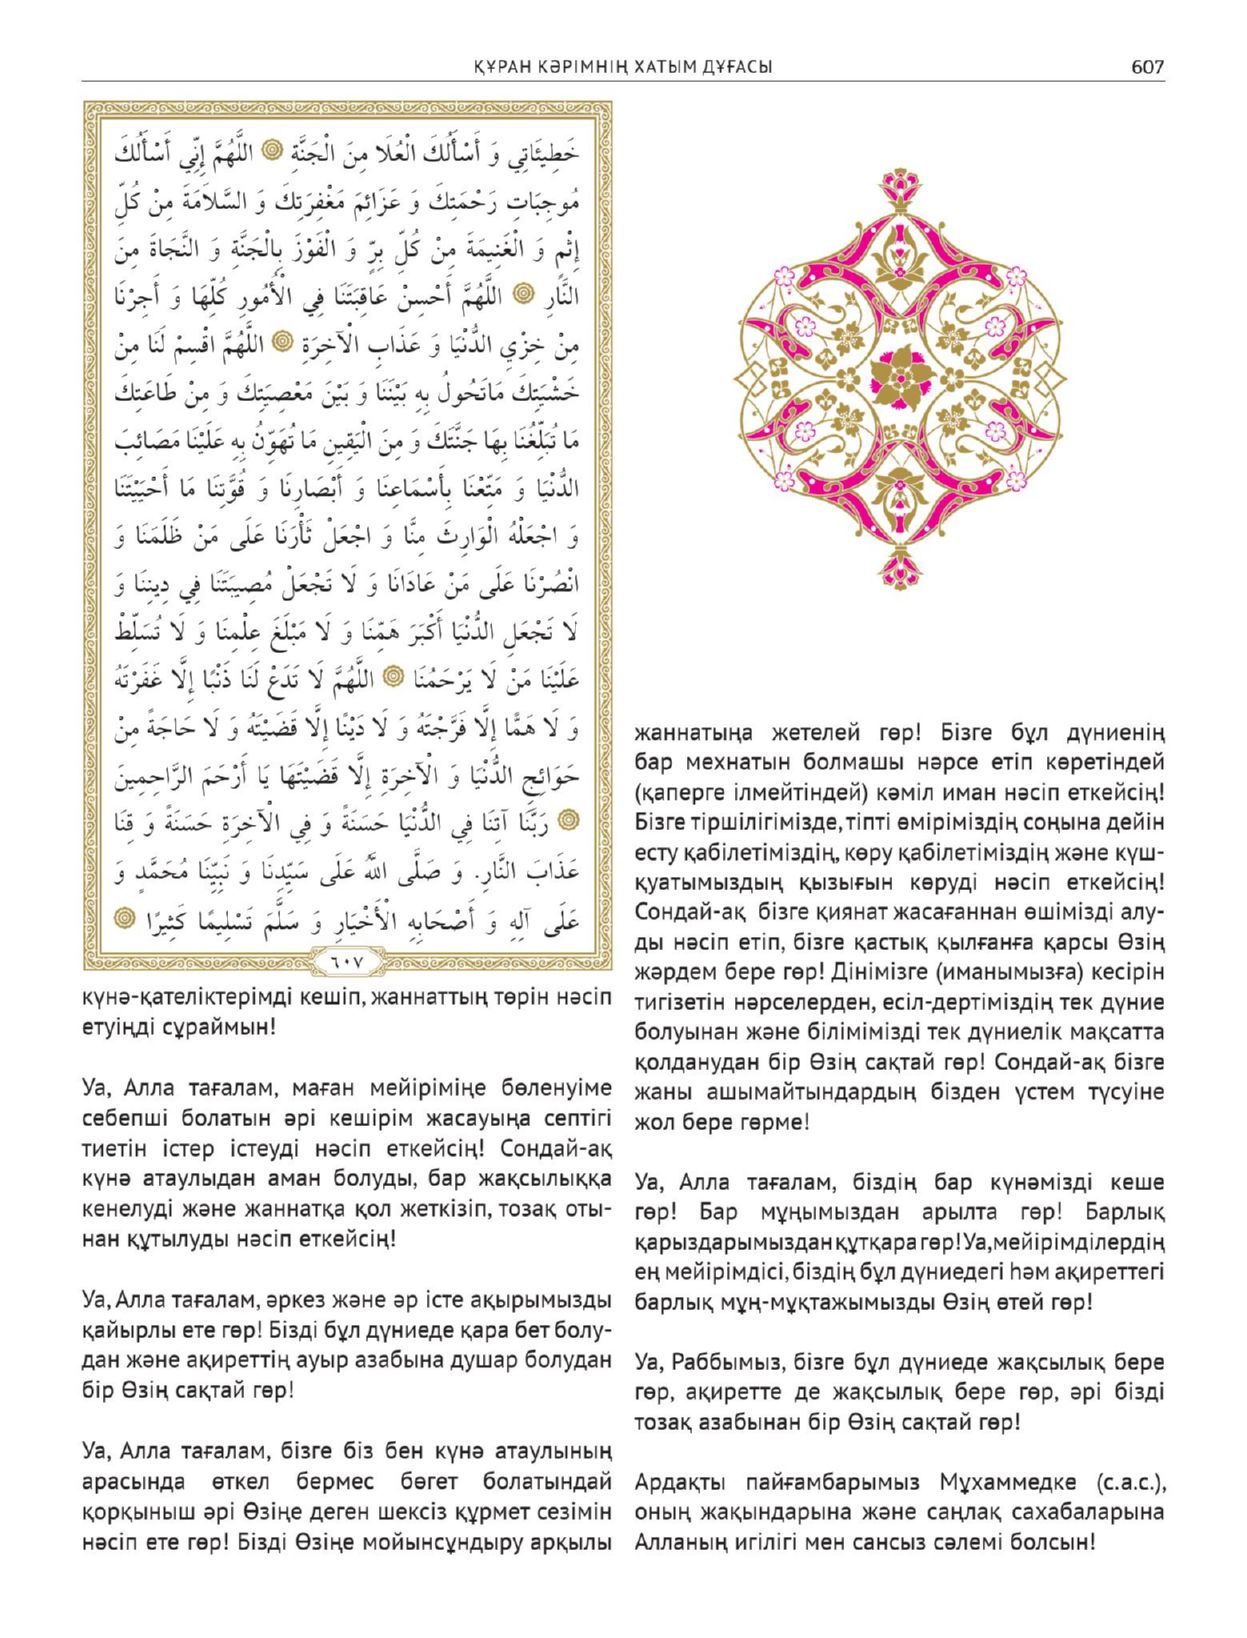 ҚҰРАН КӘРІМНІҢ ХАТЫМ ДҰҒАСЫ
607
خَطِيئَاتِي وَ أَسْأَلُكَ الْعُلَا مِنَ الْجَنَّةِ ۞ اللَّهُمَّ إِنِّي أَسْأَلُكَ
مُوجِبَاتِ رَحْمَتِكَ وَ عَزَائِمَ مَغْفِرَتِكَ وَ السَّلَامَةَ مِنْ كُلِّ
إِثْمٍ وَ الْغَنِيمَةَ مِنْ كُلِّ بِرٍّ وَ الْفَوْزَ بِالْجَنَّةِ وَ النَّجَاةَ مِنَ
النَّارِ ۞ اللَّهُمَّ أَحْسِنْ عَاقِبَتَنَا فِي الْأُمُورِ كُلِّهَا وَ أَجِرْنَا
مِنْ خِزْيِ الدُّنْيَا وَ عَذَابِ الْآخِرَةِ ۞ اللَّهُمَّ اقْسِمْ لَنَا مِنْ
خَشْيَتِكَ مَاتَحُولُ بِهِ بَيْنَنَا وَ بَيْنَ مَعْصِيَتِكَ وَ مِنْ طَاعَتِكَ
مَا تُبَلِّغُنَا بِهَا جَنَّتَكَ وَ مِنَ الْيَقِينِ مَا تُهَوِّنُ بِهِ عَلَيْنَا مَصَائِبَ
الدُّنْيَا وَ مَتِّعْنَا بِأَسْمَاعِنَا وَ أَبْصَارِنَا وَ قُوَّتِنَا مَا أَحْيَيْتَنَا
وَ اجْعَلْهُ الْوَارِثَ مِنَّا وَ اجْعَلْ ثَأْرَنَا عَلَى مَنْ ظَلَمَنَا وَ
انْصُرْنَا عَلَى مَنْ عَادَانَا وَ لَا تَجْعَلْ مُصِيبَتَنَا فِي دِينِنَا وَ
لَا تَجْعَلِ الدُّنْيَا أَكْبَرَ هَمِّنَا وَ لَا مَبْلَغَ عِلْمِنَا وَ لَا تُسَلِّطْ
عَلَيْنَا مَنْ لَا يَرْحَمُنَا ۞ اللَّهُمَّ لَا تَدَعْ لَنَا ذَنْبًا إِلَّا غَفَرْتَهُ
وَ لَا هَمًّا إِلَّا فَرَّجْتَهُ وَ لَا دَيْنًا إِلَّا قَضَيْتَهُ وَ لَا حَاجَةً مِنْ
حَوَائِجِ الدُّنْيَا وَ الْآخِرَةِ إِلَّا قَضَيْتَهَا يَا أَرْحَمَ الرَّاحِمِينَ
۞ رَبَّنَا آتِنَا فِي الدُّنْيَا حَسَنَةً وَ فِي الْآخِرَةِ حَسَنَةً وَ قِنَا
عَذَابَ النَّارِ. وَ صَلَّى اللَّهُ عَلَى سَيِّدِنَا وَ نَبِيِّنَا مُحَمَّدٍ وَ
عَلَى آلِهِ وَ أَصْحَابِهِ الْأَخْيَارِ وَ سَلَّمَ تَسْلِيمًا كَثِيرًا ۞
٦٠٧
күнә-қателіктерімді кешіп, жаннаттың төрін нәсіп
етуіңді сұраймын!
Уа, Алла тағалам, маған мейіріміңе бөленуіме
себепші болатын әрі кешірім жасауыңа септігі
тиетін істер істеуді нәсіп еткейсің! Сондай-ақ
күнә атаулыдан аман болуды, бар жақсылыққа
кенелуді және жаннатқа қол жеткізіп, тозақ оты-
нан құтылуды нәсіп еткейсің!
Уа, Алла тағалам, әркез және әр істе ақырымызды
қайырлы ете гөр! Бізді бұл дүниеде қара бет болу-
дан және ақиреттің ауыр азабына душар болудан
бір Өзің сақтай гөр!
Уа, Алла тағалам, бізге біз бен күнә атаулының
арасында өткел бермес бөгет болатындай
қорқыныш әрі Өзіңе деген шексіз құрмет сезімін
нәсіп ете гөр! Бізді Өзіңе мойынсұндыру арқылы
жаннатыңа жетелей гөр! Бізге бұл дүниенің
бар мехнатын болмашы нәрсе етіп көретіндей
(қаперге ілмейтіндей) кәміл иман нәсіп еткейсің!
Бізге тіршілігімізде, тіпті өміріміздің соңына дейін
есту қабілетіміздің, көру қабілетіміздің және күш-
қуатымыздың қызығын көруді нәсіп еткейсің!
Сондай-ақ бізге қиянат жасағаннан өшімізді алу-
ды нәсіп етіп, бізге қастық қылғанға қарсы Өзің
жәрдем бере гөр! Дінімізге (иманымызға) кесірін
тигізетін нәрселерден, есіл-дертіміздің тек дүние
болуынан және білімімізді тек дүниелік мақсатта
қолданудан бір Өзің сақтай гөр! Сондай-ақ бізге
жаны ашымайтындардың бізден үстем түсуіне
жол бере гөрме!
Уа, Алла тағалам, біздің бар күнәмізді кеше
гөр! Бар мұңымыздан арылта гөр! Барлық
қарыздарымыздан құтқара гөр! Уа, мейірімділердің
ең мейірімдісі, біздің бұл дүниедегі һәм ақиреттегі
барлық мұң-мұқтажымызды Өзің өтей гөр!
Уа, Раббымыз, бізге бұл дүниеде жақсылық бере
гөр, ақиретте де жақсылық бере гөр, әрі бізді
тозақ азабынан бір Өзің сақтай гөр!
Ардақты пайғамбарымыз Мұхаммедке (с.а.с.),
оның жақындарына және саңлақ сахабаларына
Алланың игілігі мен сансыз сәлемі болсын!